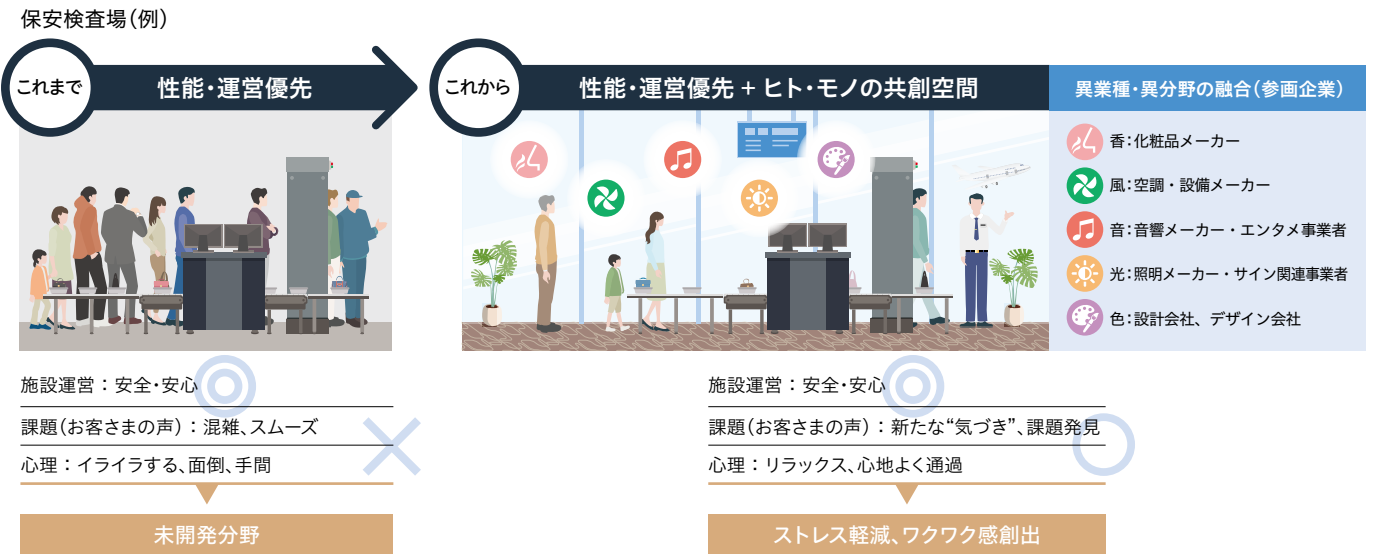 保安検査場(例)
これまで
性能・運営優先
これから
性能・運営優先 + ヒト・モノの共創空間
異業種・異分野の融合(参画企業)
香:化粧品メーカー
風:空調・設備メーカー
音:音響メーカー・エンタメ事業者
光:照明メーカー・サイン関連事業者
色:設計会社、デザイン会社
施設運営:安全・安心
課題(お客さまの声):混雑、スムーズ
心理:イライラする、面倒、手間
未開発分野
施設運営:安全・安心
課題(お客さまの声):新たな“気づき”、課題発見
心理:リラックス、心地よく通過
ストレス軽減、ワクワク感創出